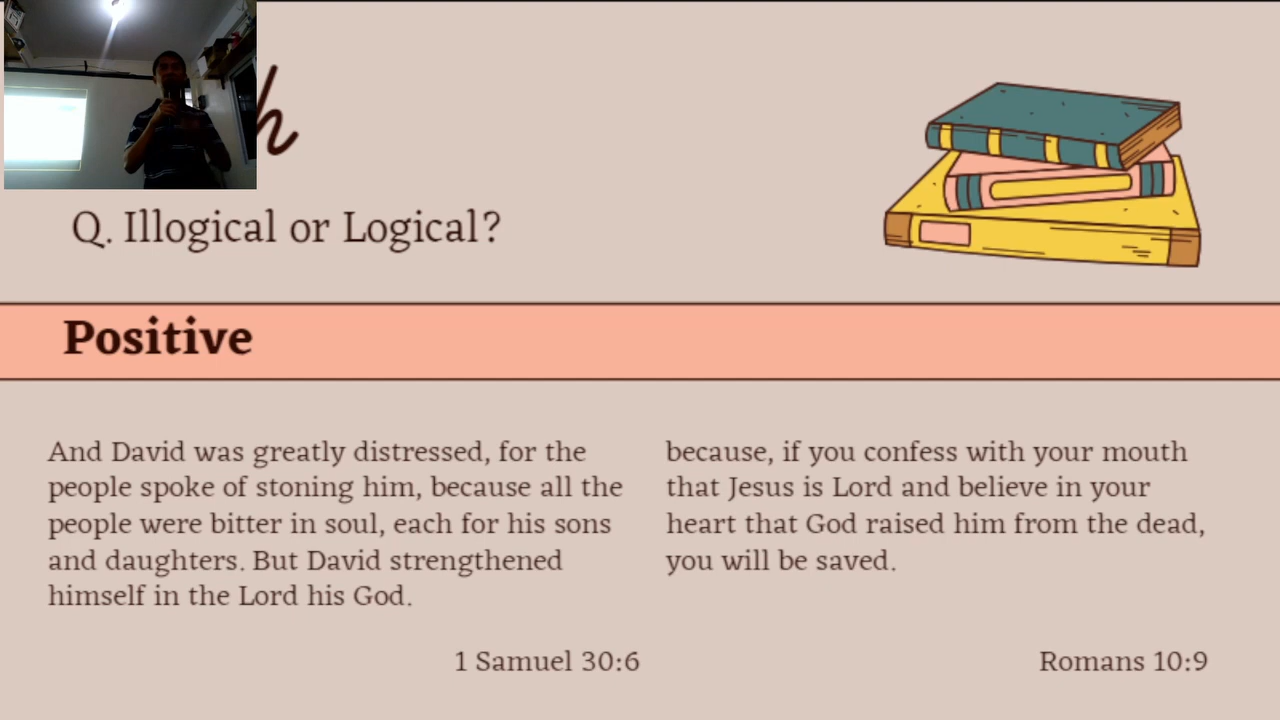 h
Q. Illogical or Logical?
Positive
And David was greatly distressed, for the
people spoke of stoning him, because all the
people were bitter in soul, each for his sons
and daughters. But David strengthened
himself in the Lord his God.
1 Samuel 30:6
because, if you confess with your mouth
that Jesus is Lord and believe in your
heart that God raised him from the dead,
you will be saved.
Romans 10:9